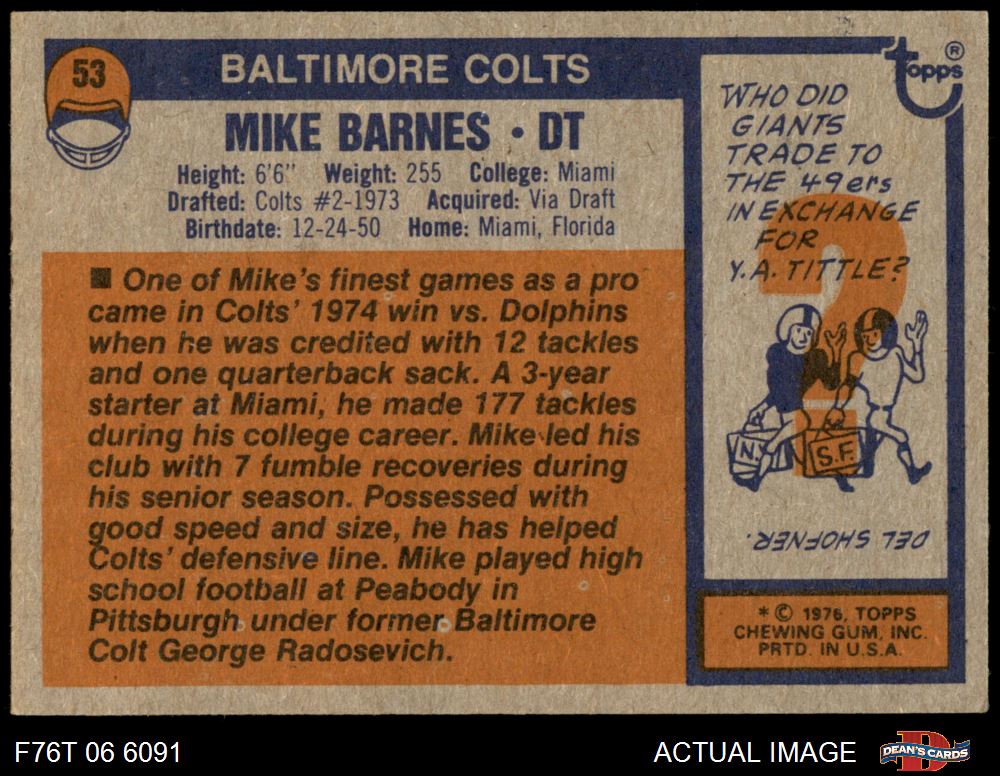 53
BALTIMORE COLTS
MIKE BARNES • DT
Height: 6'6" Weight: 255 College: Miami
Drafted: Colts #2-1973 Acquired: Via Draft
Birthdate: 12-24-50 Home: Miami, Florida
■ One of Mike's finest games as a pro
came in Colts' 1974 win vs. Dolphins
when he was credited with 12 tackles
and one quarterback sack. A 3-year
starter at Miami, he made 177 tackles
during his college career. Mike led his
club with 7 fumble recoveries during
his senior season. Possessed with
good speed and size, he has helped
Colts' defensive line. Mike played high
school football at Peabody in
Pittsburgh under former Baltimore
Colt George Radosevich.
Topps®
WHO DID
GIANTS
TRADE TO
THE 49ers
IN EXCHANGE
FOR
Y.A. TITTLE?
?
N.Y.
S.F.
DEL SHOFNER.
* © 1976, TOPPS
CHEWING GUM, INC.
PRTD. IN U.S.A.
F76T 06 6091
ACTUAL IMAGE
D
DEAN'S CARDS